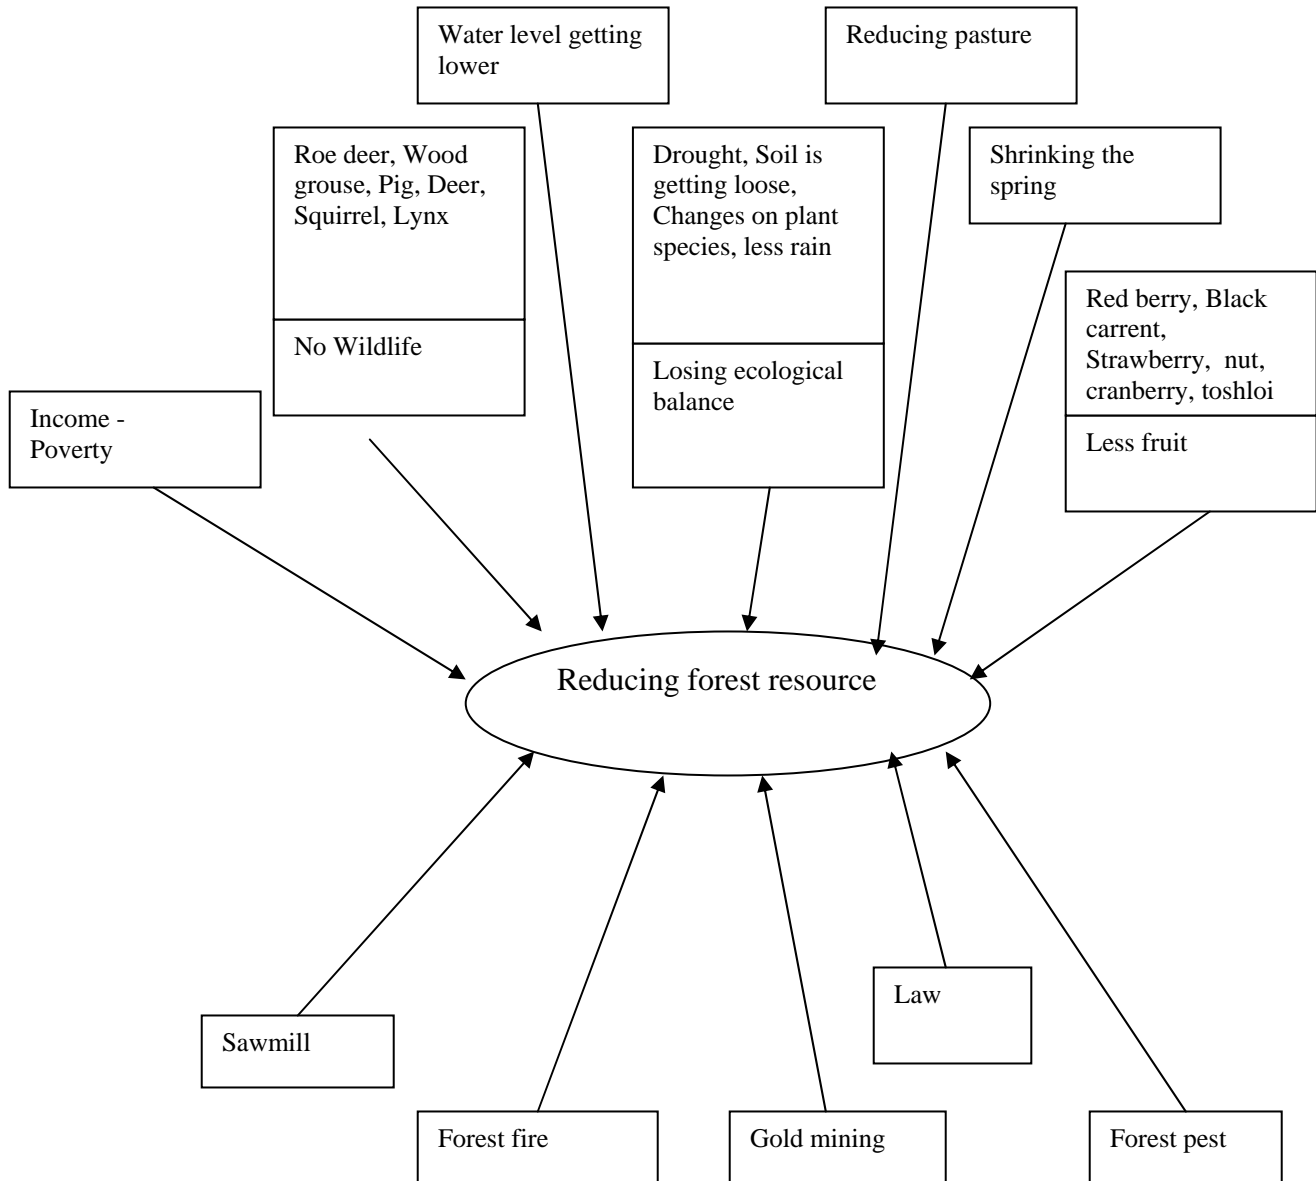 Water level getting
lower
Reducing pasture
Roe deer, Wood
grouse, Pig, Deer,
Squirrel, Lynx
No Wildlife
Drought, Soil is
getting loose,
Changes on plant
species, less rain
Losing ecological
balance
Shrinking the
spring
Red berry, Black
carrent,
Strawberry,  nut,
cranberry, toshloi
Less fruit
Income -
Poverty
Reducing forest resource
Sawmill
Forest fire
Gold mining
Law
Forest pest